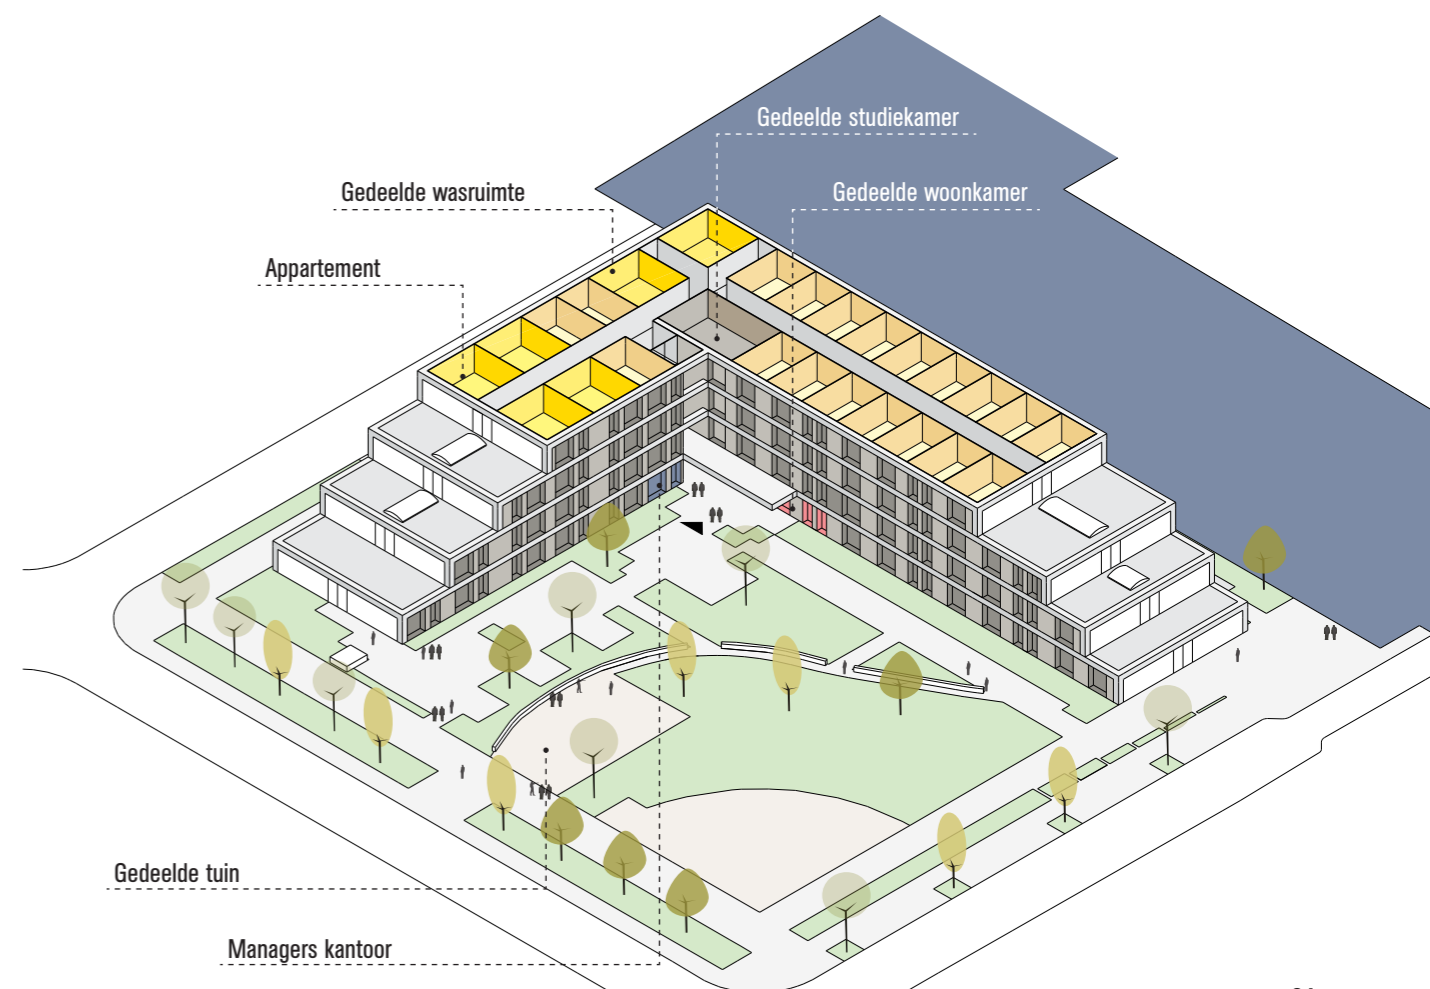 Gedeelde studiekamer
Gedeelde wasruimte
Gedeelde woonkamer
Appartement
Gedeelde tuin
Managers kantoor